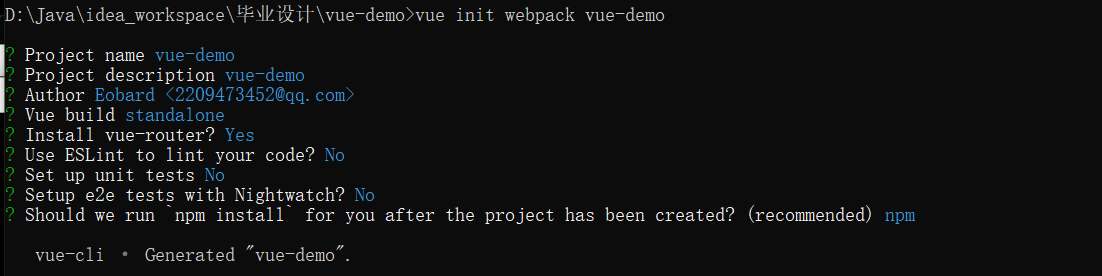 D:\Java\idea_workspace\毕业设计\vue-demo>vue init webpack vue-demo
? Project name vue-demo
? Project description vue-demo
? Author Eobard <2209473452@qq.com>
? Vue build standalone
? Install vue-router? Yes
? Use ESLint to lint your code? No
? Set up unit tests No
? Setup e2e tests with Nightwatch? No
? Should we run `npm install` for you after the project has been created? (recommended) npm
vue-cli · Generated "vue-demo".